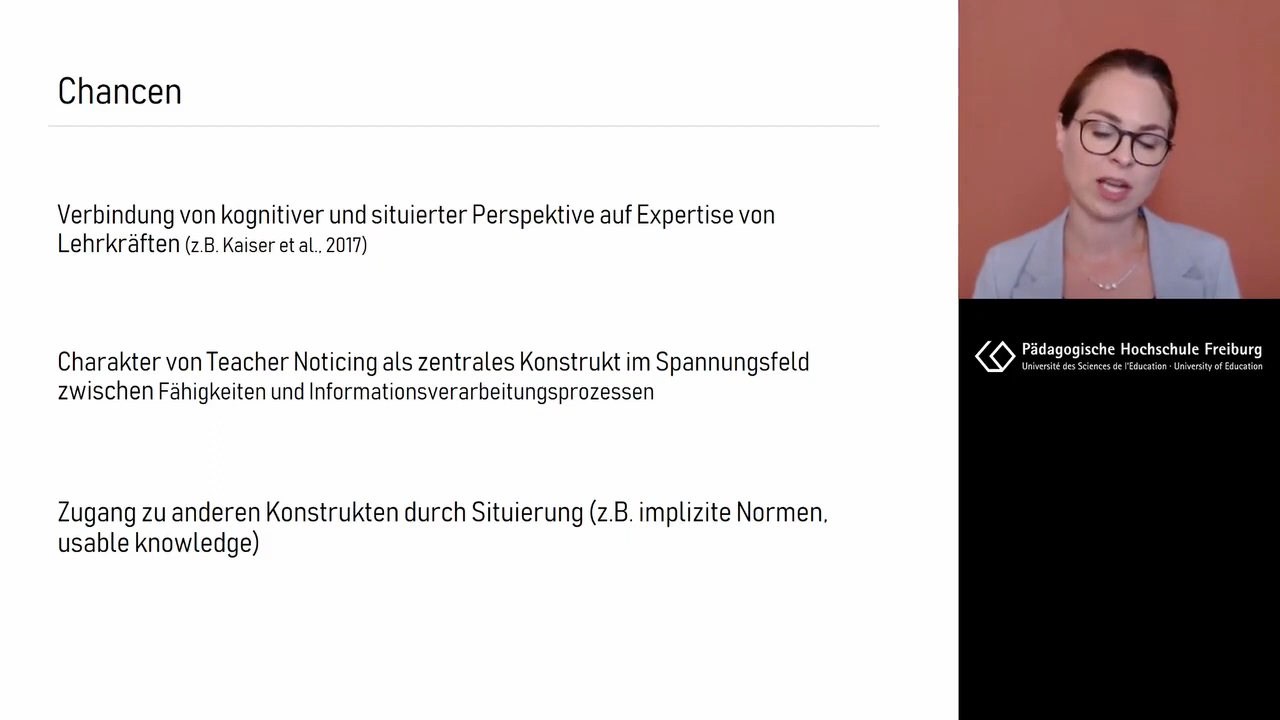 Chancen
Verbindung von kognitiver und situierter Perspektive auf Expertise von
Lehrkräften (z.B. Kaiser et al., 2017)
Charakter von Teacher Noticing als zentrales Konstrukt im Spannungsfeld
zwischen Fähigkeiten und Informationsverarbeitungsprozessen
Zugang zu anderen Konstrukten durch Situierung (z.B. implizite Normen,
usable knowledge)
Pädagogische Hochschule Freiburg
Université des Sciences de l'Education · University of Education